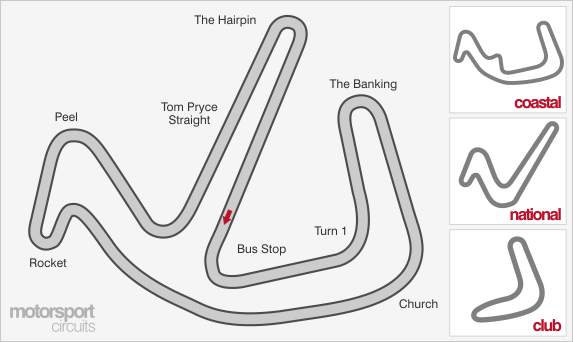 The Hairpin
The Banking
Tom Pryce
Straight
Peel
Turn 1
Bus Stop
Rocket
Church
motorsport
circuits
coastal
national
club